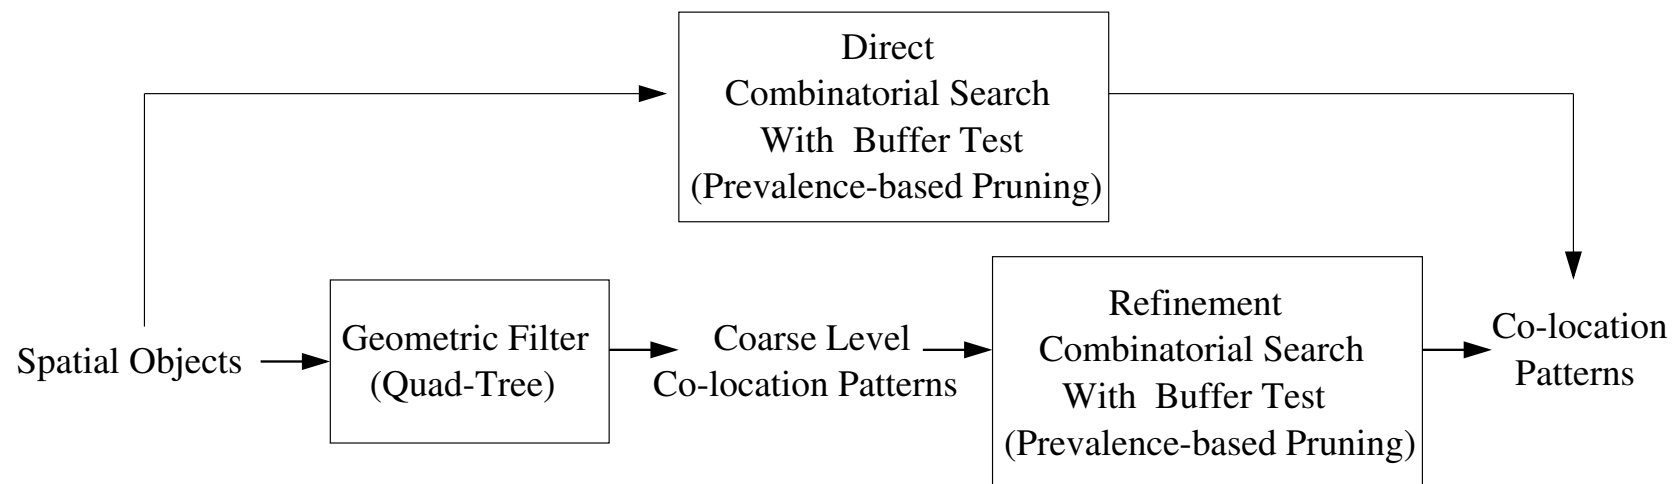 Direct
Combinatorial Search
With Buffer Test
(Prevalence-based Pruning)
Spatial Objects
Geometric Filter
(Quad-Tree)
Coarse Level
Co-location Patterns
Refinement
Combinatorial Search
With Buffer Test
(Prevalence-based Pruning)
Co-location
Patterns